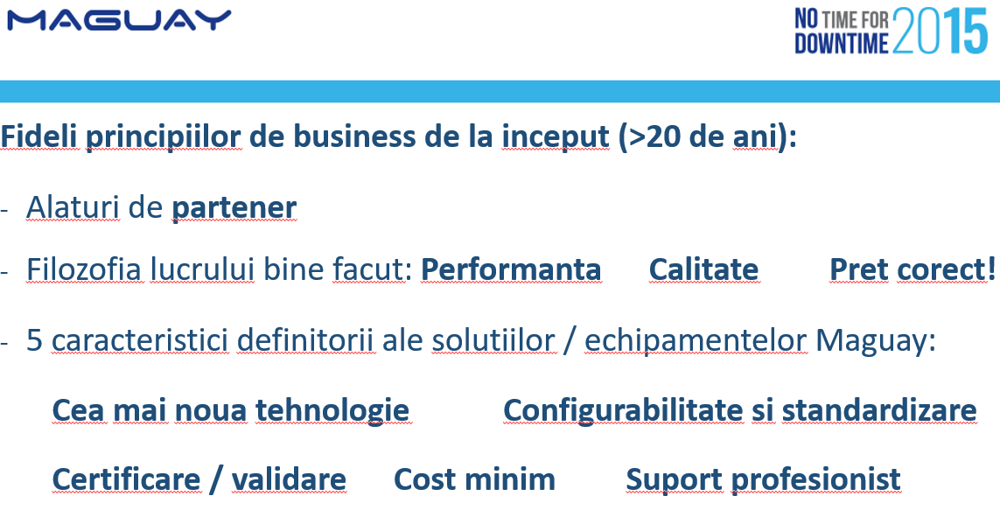 MAGUAY
NO TIME FOR
DOWNTIME 2015
Fideli principiilor de business de la inceput (>20 de ani):
- Alaturi de partener
- Filozofia lucrului bine facut: Performanta Calitate Pret corect!
- 5 caracteristici definitorii ale solutiilor / echipamentelor Maguay:
Cea mai noua tehnologie Configurabilitate si standardizare
Certificare / validare Cost minim Suport profesionist